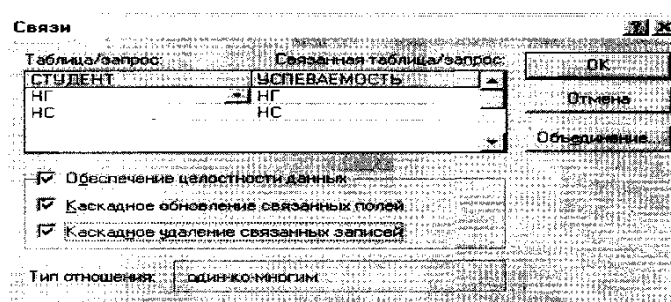 Связи
Таблица/запрос: Связанная таблица/запрос:
СТУДЕНТ УСПЕВАЕМОСТЬ
НГ НГ
НС НС
ОК
Отмена
Объединение...
Обеспечение целостности данных
Каскадное обновление связанных полей
Каскадное удаление связанных записей
Тип отношения: один-ко-многим